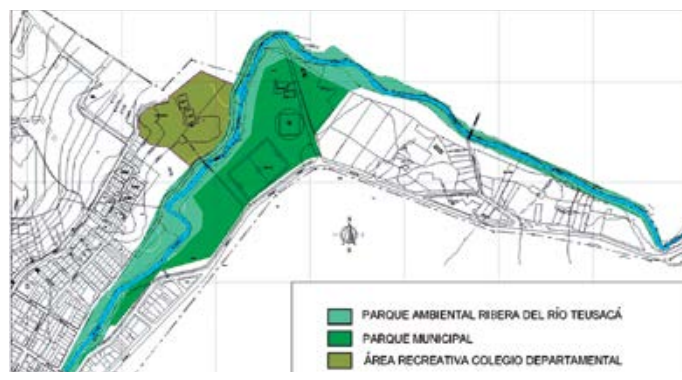 PARQUE AMBIENTAL RIBERA DEL RÍO TEUSACÁ
PARQUE MUNICIPAL
ÁREA RECREATIVA COLEGIO DEPARTAMENTAL